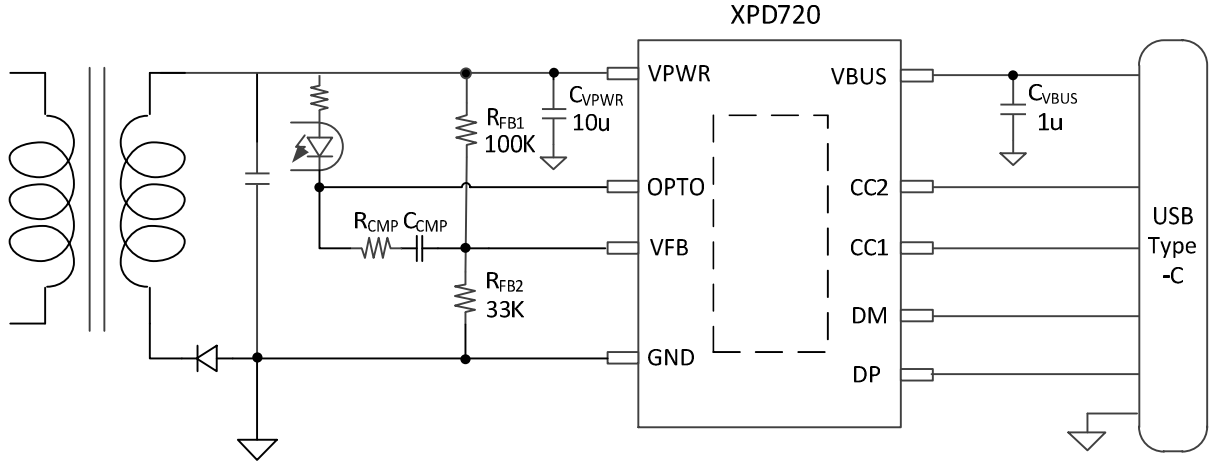 XPD720
VPWR
VBUS
CVPWR
10u
CVBUS
1u
RFB1
100K
OPTO
CC2
RCMP CCMP
VFB
CC1
USB
Type
-C
RFB2
33K
DM
GND
DP